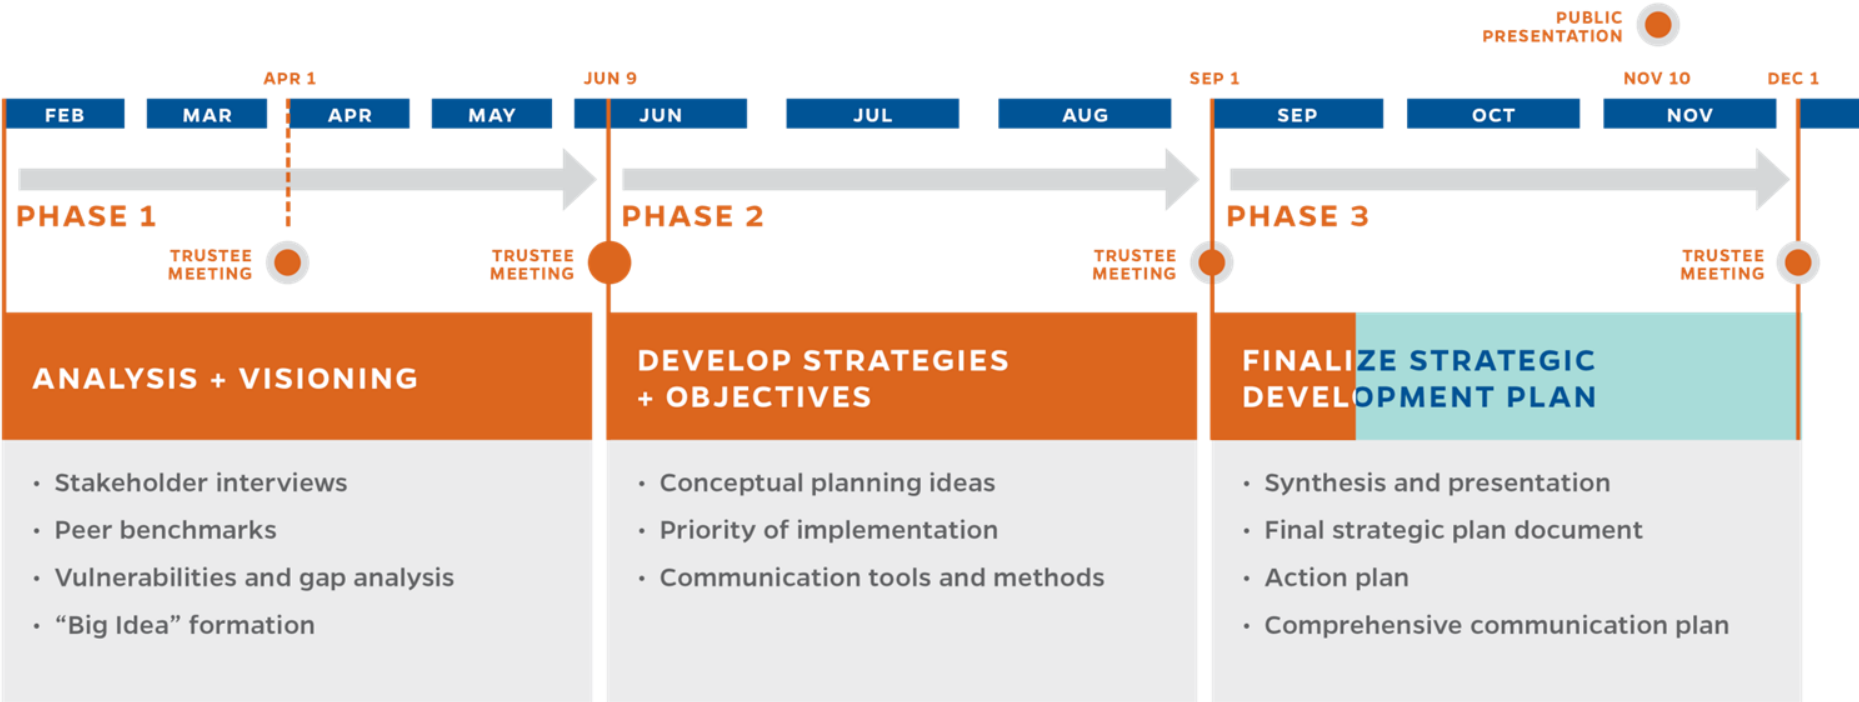 PUBLIC
PRESENTATION
APR 1
JUN 9
SEP 1
NOV 10
DEC 1
FEB
MAR
APR
MAY
JUN
JUL
AUG
SEP
OCT
NOV
PHASE 1
PHASE 2
PHASE 3
TRUSTEE
MEETING
TRUSTEE
MEETING
TRUSTEE
MEETING
TRUSTEE
MEETING
ANALYSIS + VISIONING
• Stakeholder interviews
• Peer benchmarks
• Vulnerabilities and gap analysis
• “Big Idea” formation
DEVELOP STRATEGIES
+ OBJECTIVES
• Conceptual planning ideas
• Priority of implementation
• Communication tools and methods
FINALIZE STRATEGIC
DEVELOPMENT PLAN
• Synthesis and presentation
• Final strategic plan document
• Action plan
• Comprehensive communication plan